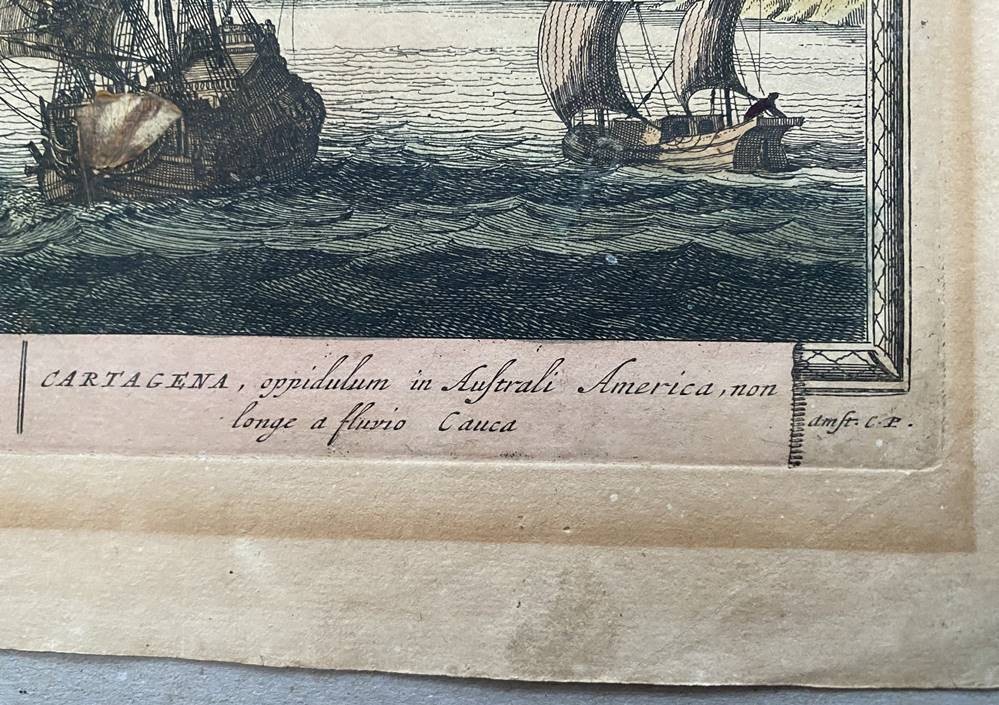 CARTAGENA, oppidulum in Auſtrali America, non
longe a fluvio Cauca
Amſt. C. P.